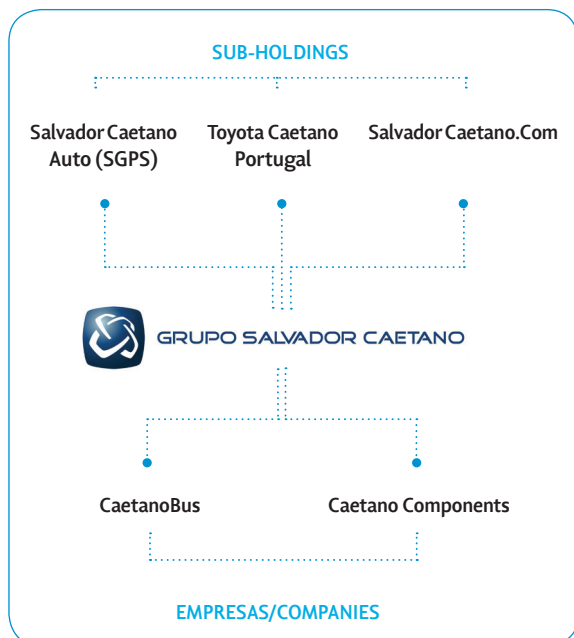 SUB-HOLDINGS
Salvador Caetano
Auto (SGPS)
Toyota Caetano
Portugal
Salvador Caetano.Com
GRUPO SALVADOR CAETANO
CaetanoBus
Caetano Components
EMPRESAS/COMPANIES